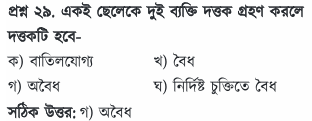 প্রশ্ন ২৯. একই ছেলেকে দুই ব্যক্তি দত্তক গ্রহণ করলে
দত্তকটি হবে-
ক) বাতিলযোগ্য খ) বৈধ
গ) অবৈধ ঘ) নির্দিষ্ট চুক্তিতে বৈধ
সঠিক উত্তর: গ) অবৈধ